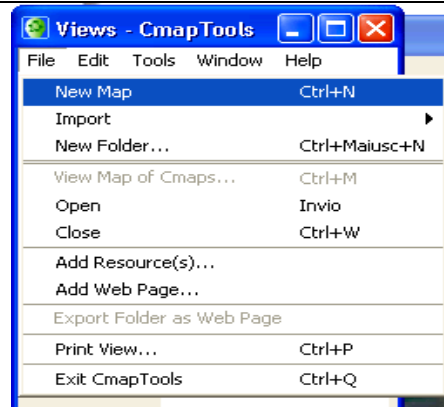 Views - CmapTools
File Edit Tools Window Help
New Map Ctrl+N
Import
New Folder... Ctrl+Maiusc+N
View Map of Cmaps... Ctrl+M
Open Invio
Close Ctrl+W
Add Resource(s)...
Add Web Page...
Export Folder as Web Page
Print View... Ctrl+P
Exit CmapTools Ctrl+Q